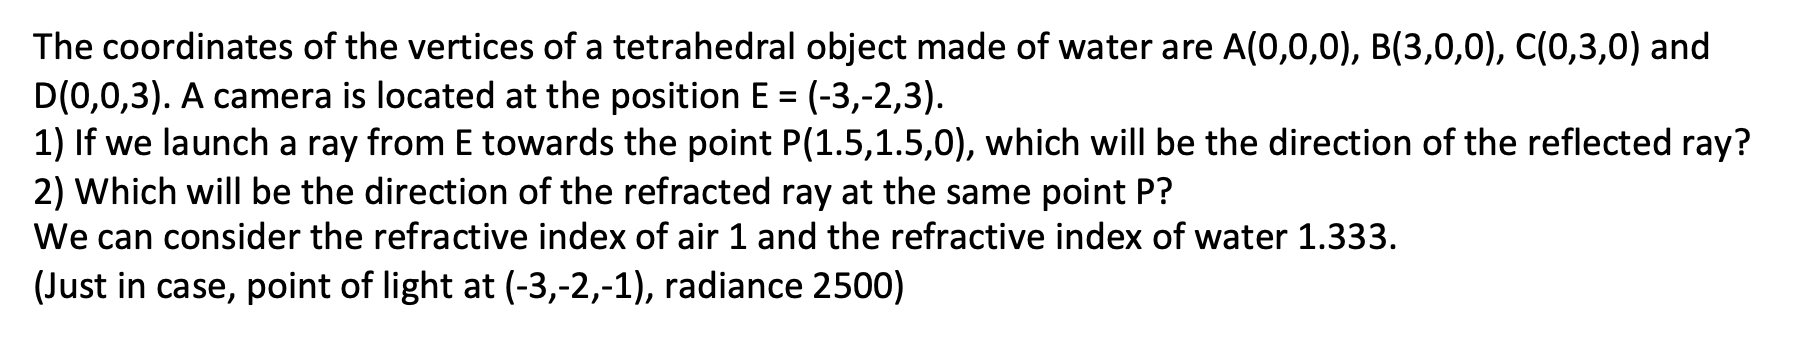 The coordinates of the vertices of a tetrahedral object made of water are A(0,0,0), B(3,0,0), C(0,3,0) and
D(0,0,3). A camera is located at the position E = (-3,-2,3).
1) If we launch a ray from E towards the point P(1.5,1.5,0), which will be the direction of the reflected ray?
2) Which will be the direction of the refracted ray at the same point P?
We can consider the refractive index of air 1 and the refractive index of water 1.333.
(Just in case, point of light at (-3,-2,-1), radiance 2500)